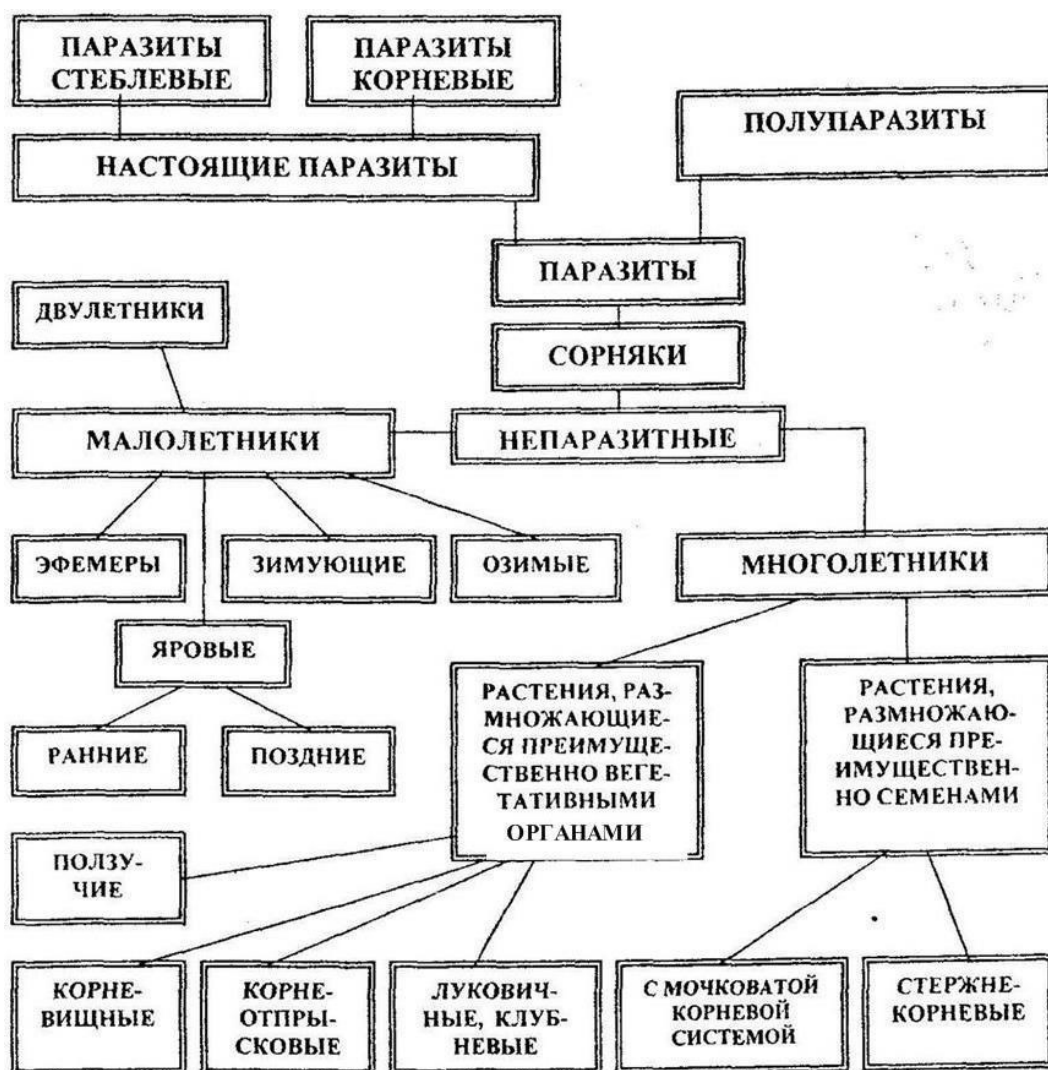 ПАРАЗИТЫ
СТЕБЛЕВЫЕ
ПАРАЗИТЫ
КОРНЕВЫЕ
ПОЛУПАРАЗИТЫ
НАСТОЯЩИЕ ПАРАЗИТЫ
ПАРАЗИТЫ
ДВУЛЕТНИКИ
СОРНЯКИ
МАЛОЛЕТНИКИ
НЕПАРАЗИТНЫЕ
ЭФЕМЕРЫ
ЗИМУЮЩИЕ
ОЗИМЫЕ
МНОГОЛЕТНИКИ
ЯРОВЫЕ
РАННИЕ
ПОЗДНИЕ
РАСТЕНИЯ, РАЗ-
МНОЖАЮЩИЕ-
СЯ ПРЕИМУЩЕ-
СТВЕННО ВЕГЕ-
ТАТИВНЫМИ
ОРГАНАМИ
РАСТЕНИЯ,
РАЗМНОЖАЮ-
ЩИЕСЯ ПРЕ-
ИМУЩЕСТВЕН-
НО СЕМЕНАМИ
ПОЛЗУ-
ЧИЕ
КОРНЕ-
ВИЩНЫЕ
КОРНЕ-
ОТПРЫ-
СКОВЫЕ
ЛУКОВИЧ-
НЫЕ, КЛУБ-
НЕВЫЕ
С МОЧКОВАТОЙ
КОРНЕВОЙ
СИСТЕМОЙ
СТЕРЖНЕ-
КОРНЕВЫЕ